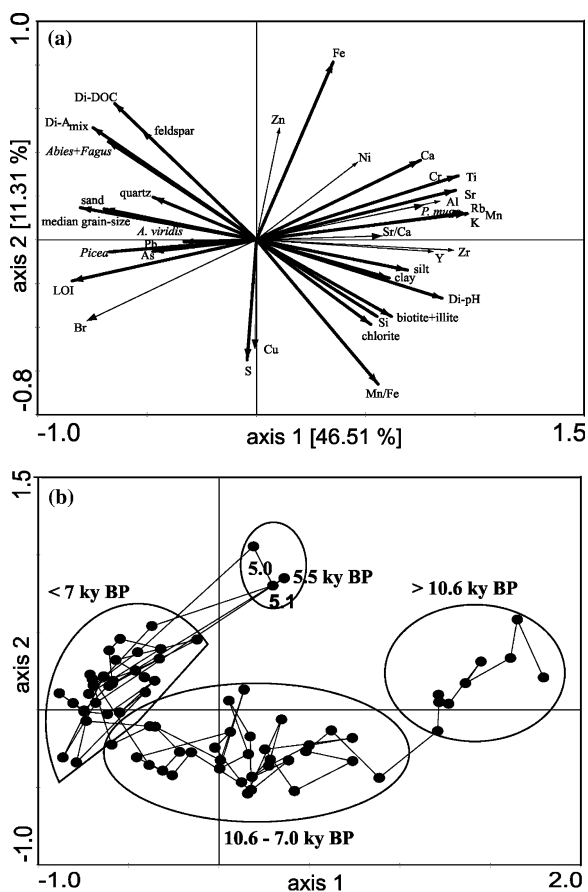 1.0
(a)
Fe
Di-DOC
Zn
Di-Amix
feldspar
Abies+Fagus
Ni
Ca
Cr
Ti
Sr
quartz
sand
Al
Rb
Mn
P. mugo
K
median grain-size
A. viridis
Sr/Ca
Pb
Picea
As
Zr
Y
silt
clay
LOI
Di-pH
Br
Si
biotite+illite
chlorite
Cu
S
Mn/Fe
axis 2 [11.31 %]
-0.8
-1.0
axis 1 [46.51 %]
1.5
1.5
(b)
5.0
5.5 ky BP
5.1
< 7 ky BP
> 10.6 ky BP
axis 2
10.6 - 7.0 ky BP
-1.0
-1.0
axis 1
2.0